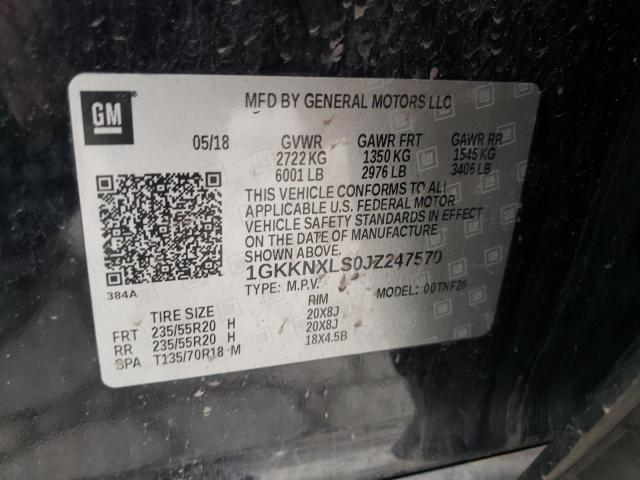 GM
MFD BY GENERAL MOTORS LLC
05/18 GVWR GAWR FRT GAWR RR
2722 KG 1350 KG 1545 KG
6001 LB 2976 LB 3406 LB
THIS VEHICLE CONFORMS TO ALL
APPLICABLE U.S. FEDERAL MOTOR
VEHICLE SAFETY STANDARDS IN EFFECT
ON THE DATE OF MANUFACTURE
SHOWN ABOVE.
1GKKNXLS0JZ247570
384A TYPE: M.P.V. MODEL: 00TNF26
TIRE SIZE RIM
FRT 235/55R20 H 20X8J
RR 235/55R20 H 20X8J
SPA T135/70R18 M 18X4.5B